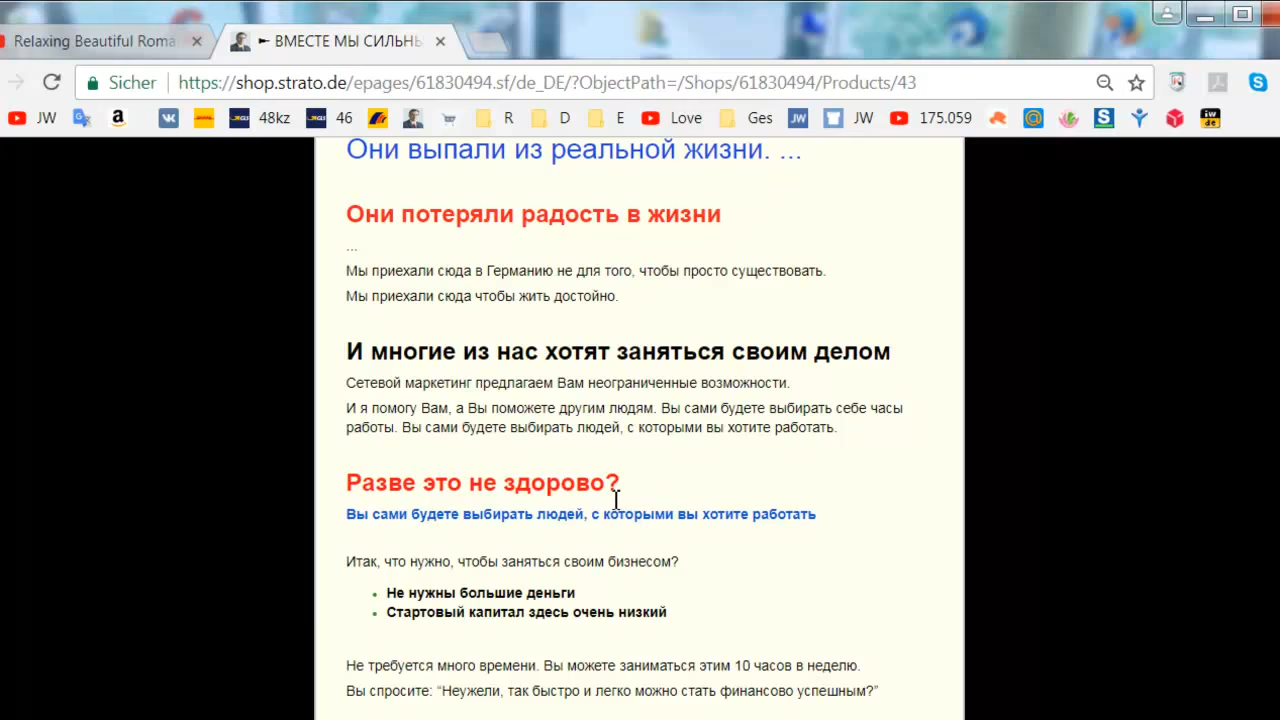 Relaxing Beautiful Roma
► ВМЕСТЕ МЫ СИЛЬНЫ
Sicher
https://shop.strato.de/epages/61830494.sf/de_DE/?ObjectPath=/Shops/61830494/Products/43
JW 48kz 46 R D E Love Ges JW JW 175.059
Они выпали из реальной жизни. ...
Они потеряли радость в жизни
...
Мы приехали сюда в Германию не для того, чтобы просто существовать.
Мы приехали сюда чтобы жить достойно.
И многие из нас хотят заняться своим делом
Сетевой маркетинг предлагаем Вам неограниченные возможности.
И я помогу Вам, а Вы поможете другим людям. Вы сами будете выбирать себе часы
работы. Вы сами будете выбирать людей, с которыми вы хотите работать.
Разве это не здорово?
Вы сами будете выбирать людей, с которыми вы хотите работать
Итак, что нужно, чтобы заняться своим бизнесом?
Не нужны большие деньги
Стартовый капитал здесь очень низкий
Не требуется много времени. Вы можете заниматься этим 10 часов в неделю.
Вы спросите: “Неужели, так быстро и легко можно стать финансово успешным?”